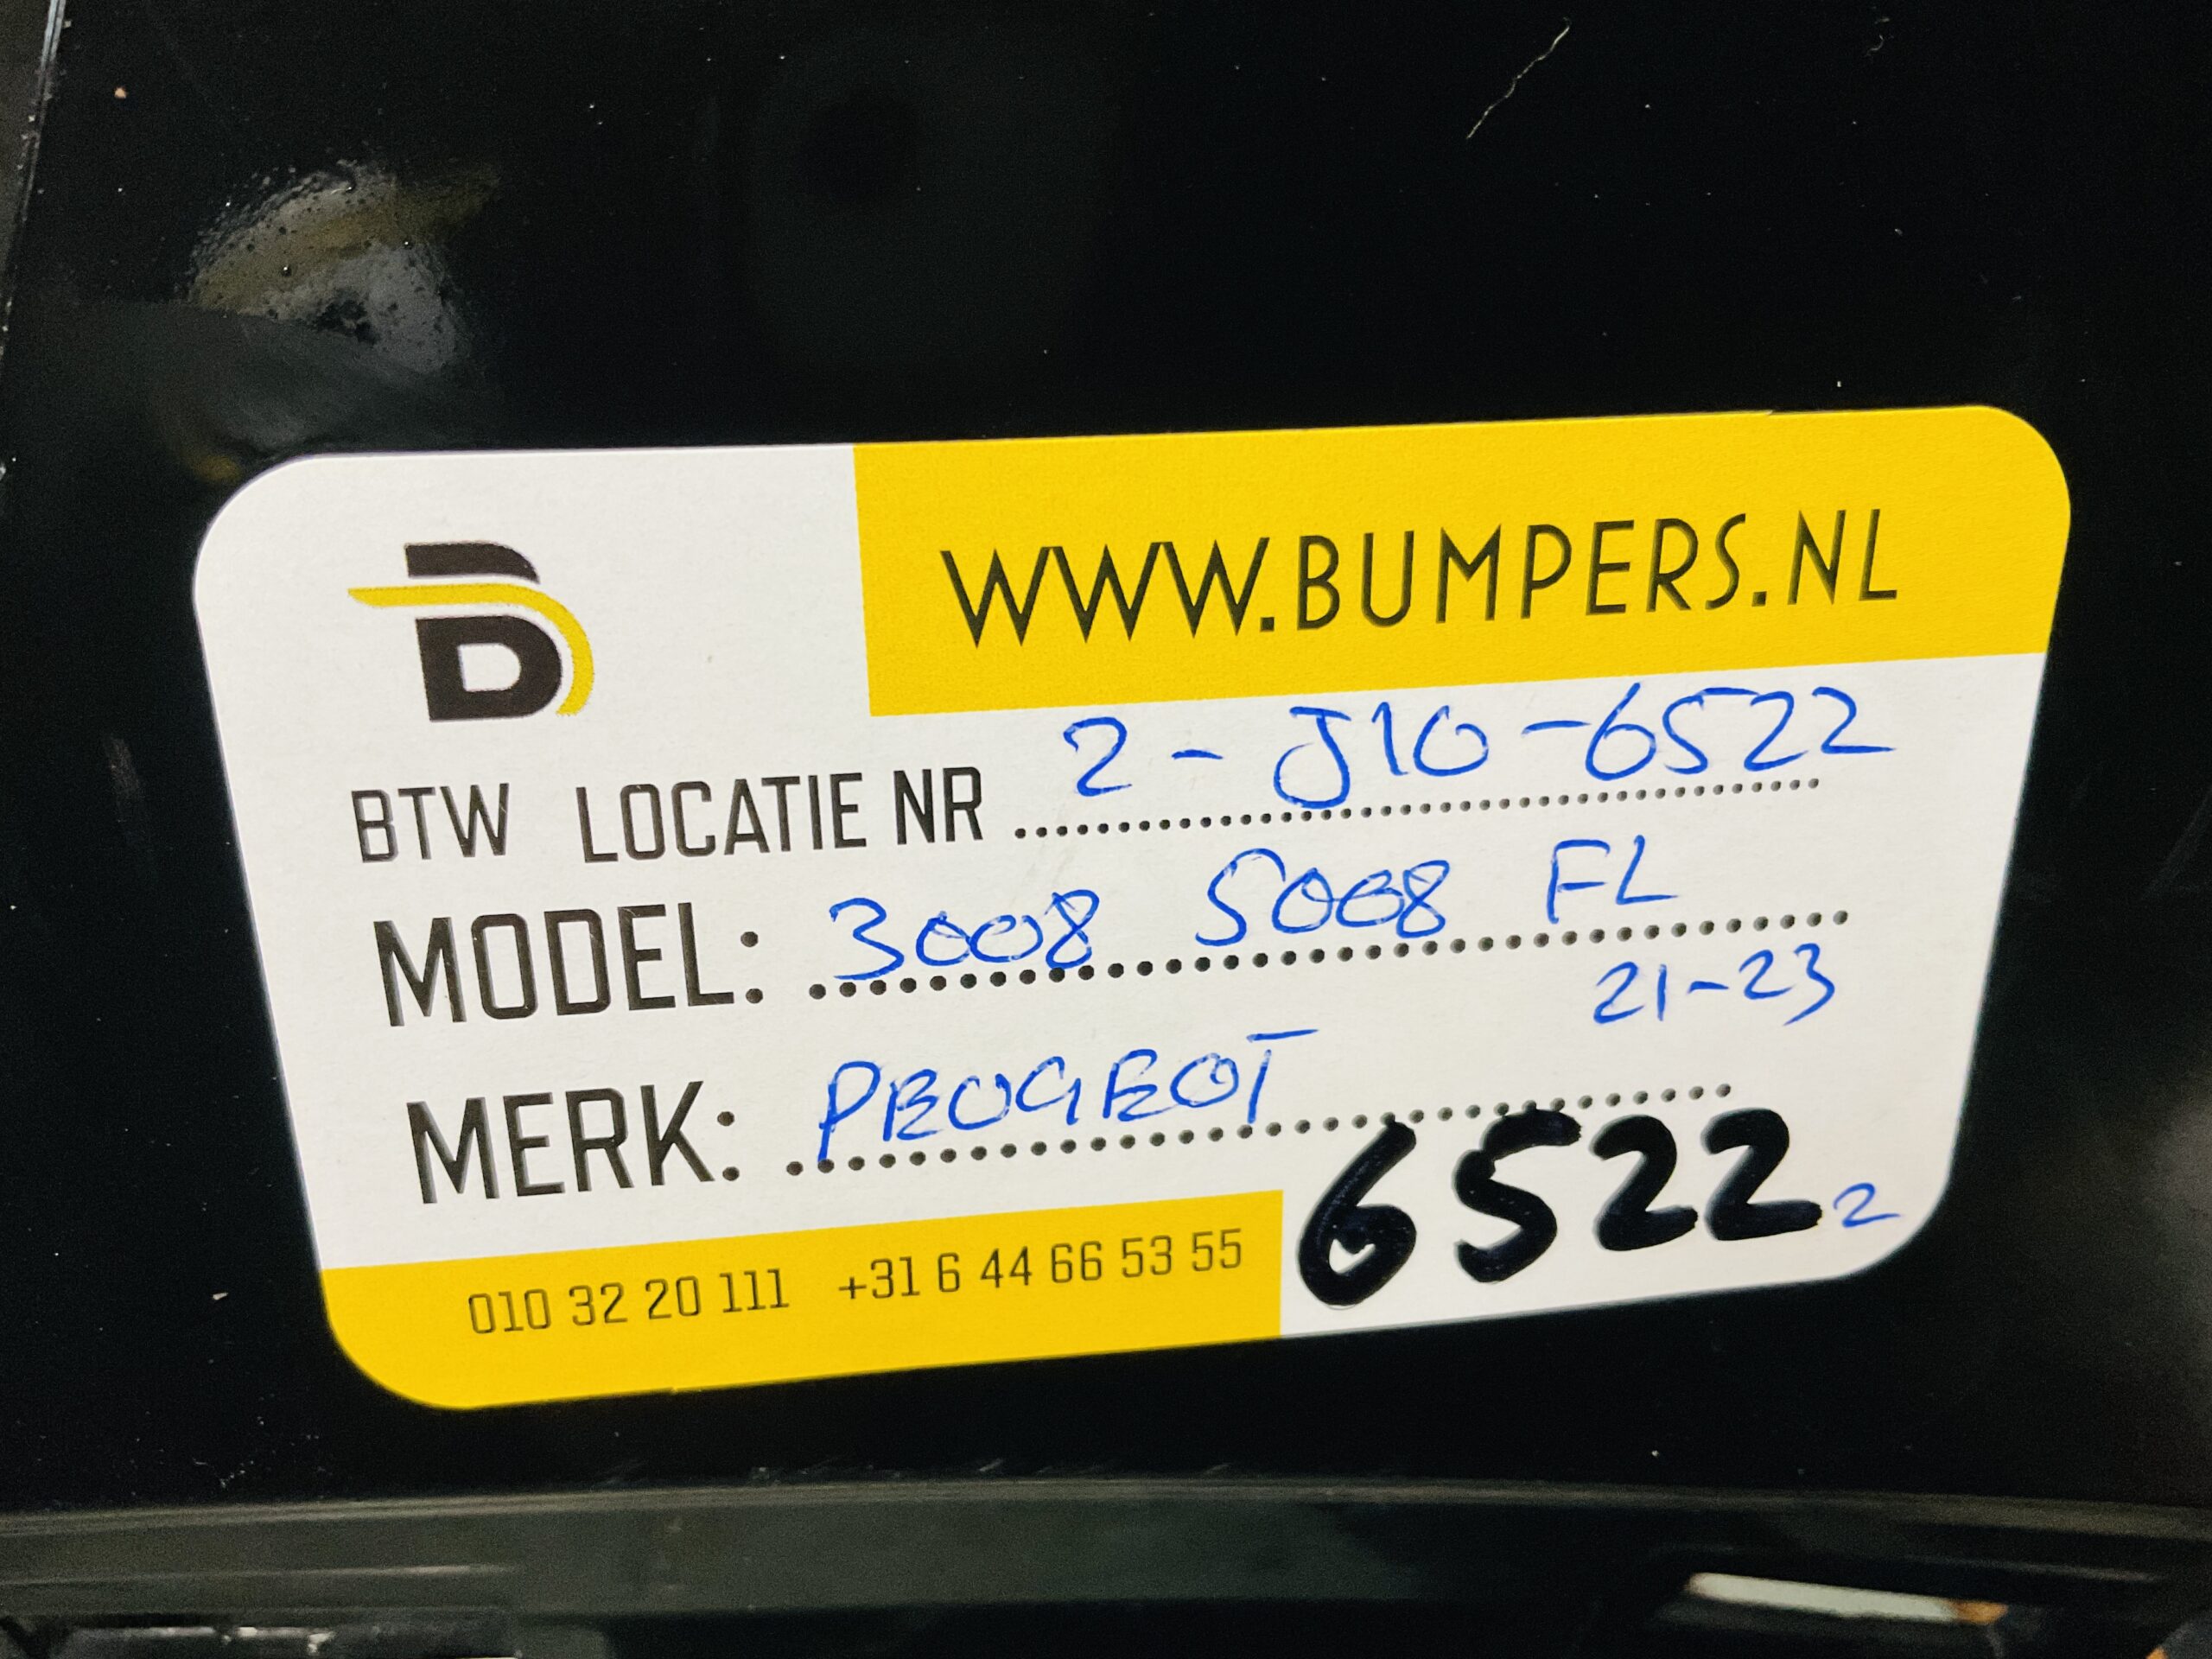 WWW.BUMPERS.NL
BTW LOCATIE NR 2 - J10 - 6522
MODEL: 3008 5008 FL
21-23
MERK: PEUGEOT
6522 2
010 32 20 111 +31 6 44 66 53 55